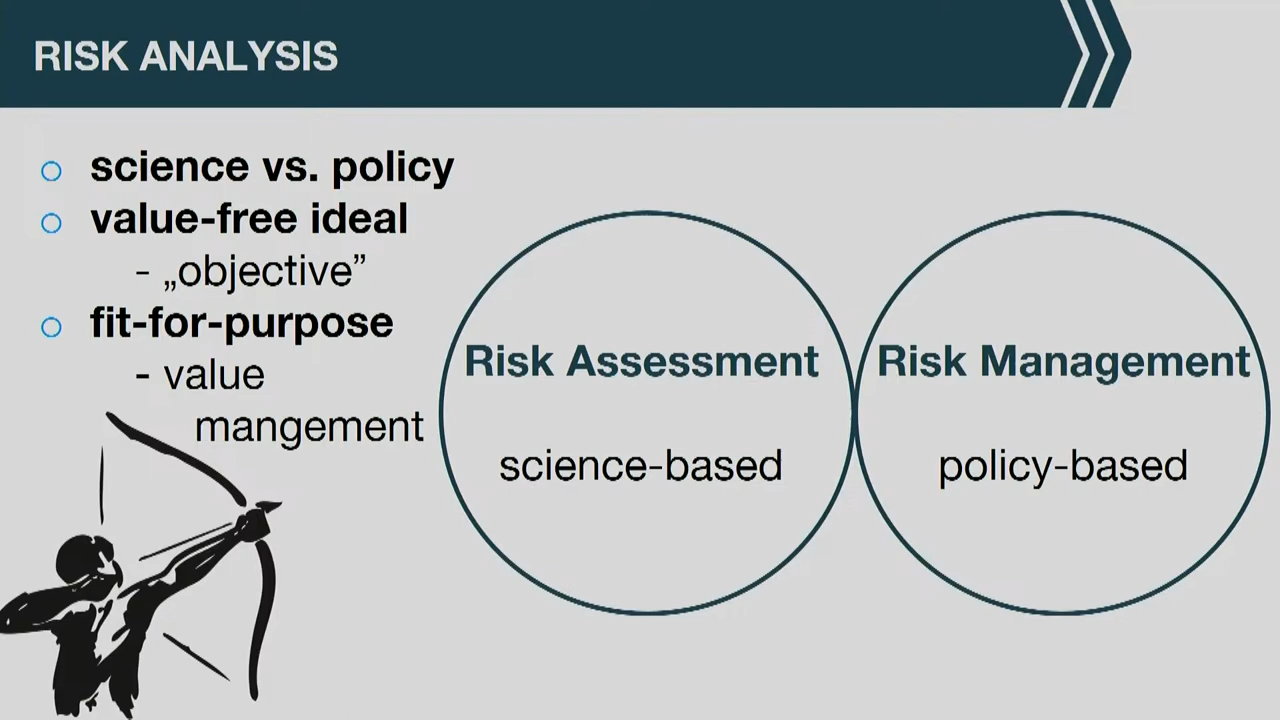 RISK ANALYSIS
science vs. policy
value-free ideal
- „objective”
fit-for-purpose
- value
mangement
Risk Assessment
science-based
Risk Management
policy-based